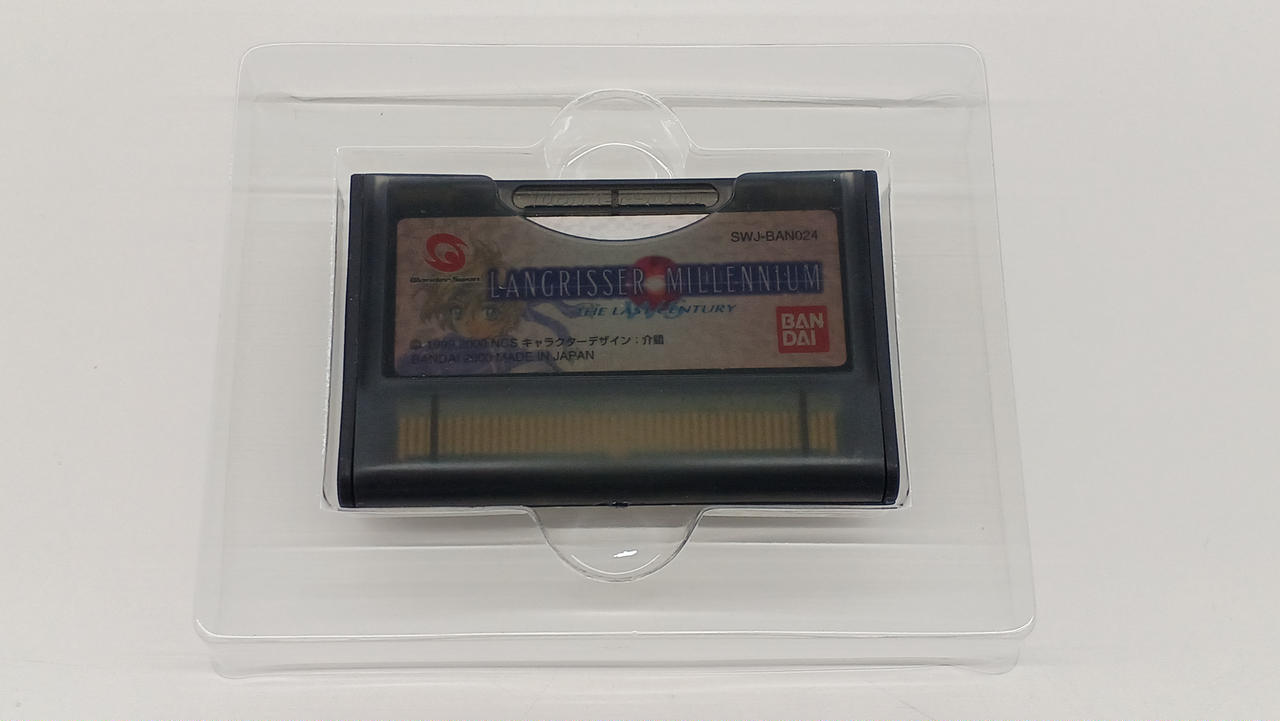 SWJ-BAN024
WonderSwan
LANGRISSER MILLENNIUM
WS
THE LAST CENTURY
BAN
DAI
© 1999 2000 NCS キャラクターデザイン:介錯
BANDAI 2000 MADE IN JAPAN